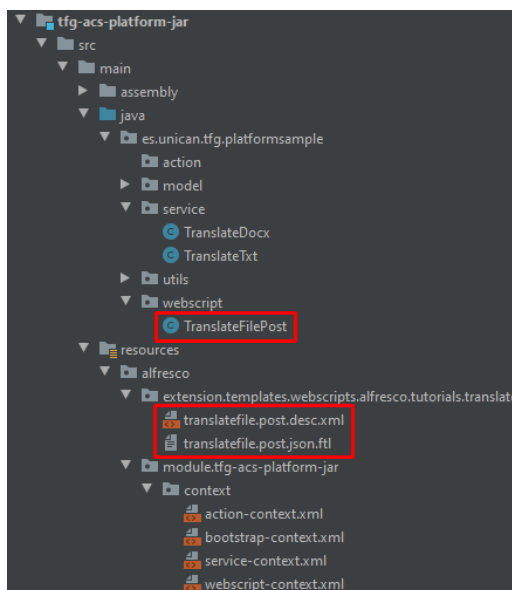 tfg-acs-platform-jar
src
main
assembly
java
es.unican.tfg.platformsample
action
model
service
TranslateDocx
TranslateTxt
utils
webscript
TranslateFilePost
resources
alfresco
extension.templates.webscripts.alfresco.tutorials.translate
translatefile.post.desc.xml
translatefile.post.json.ftl
module.tfg-acs-platform-jar
context
action-context.xml
bootstrap-context.xml
service-context.xml
webscript-context.xml